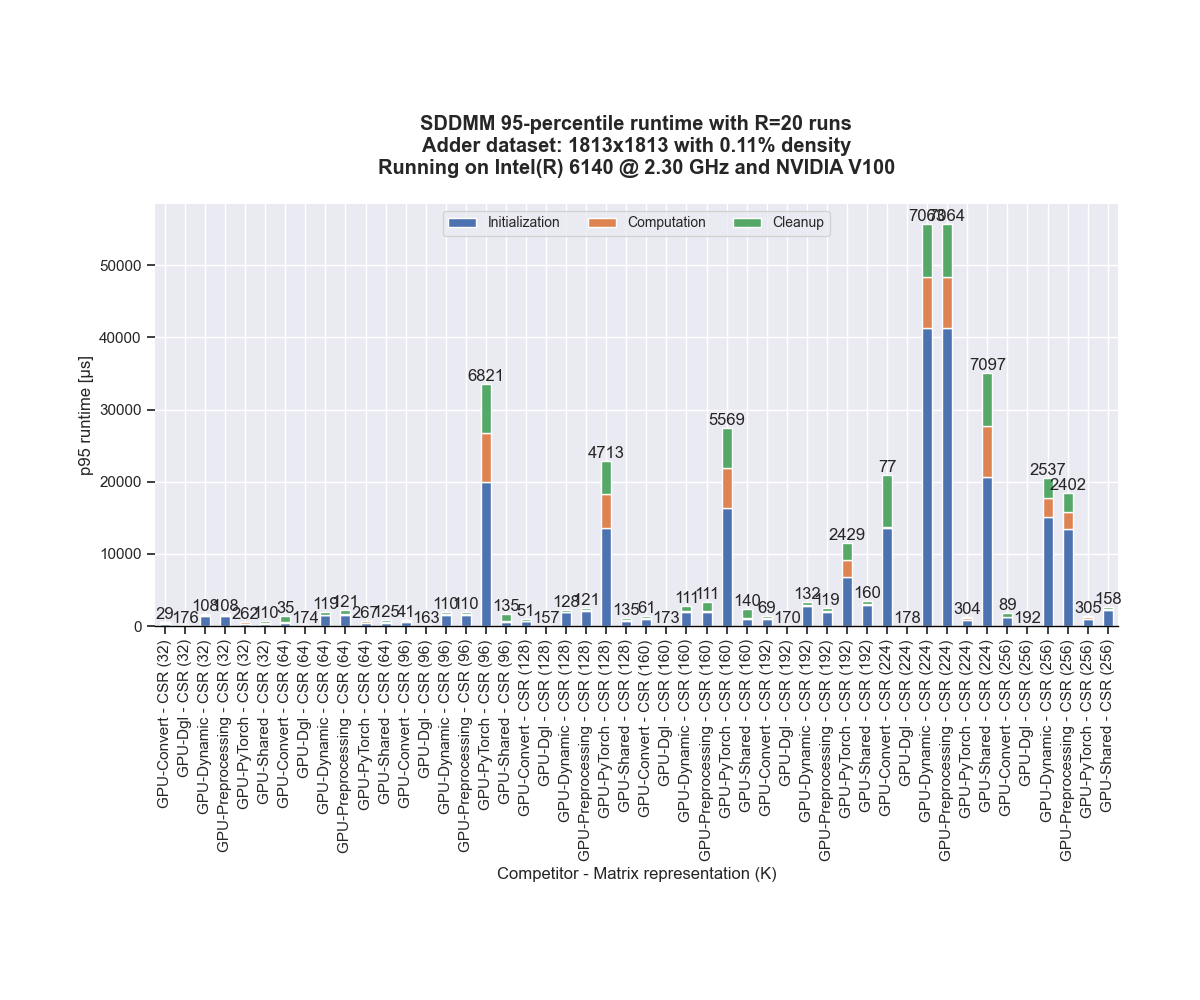 SDDMM 95-percentile runtime with R=20 runs
Adder dataset: 1813x1813 with 0.11% density
Running on Intel(R) 6140 @ 2.30 GHz and NVIDIA V100
Initialization
Computation
Cleanup
p95 runtime [µs]
50000
40000
30000
20000
10000
0
29
176
108
108
262
110
35
174
119
121
267
125
41
163
110
110
6821
135
51
157
128
121
4713
135
61
173
111
111
5569
140
69
170
132
119
2429
160
77
178
7063
7064
304
7097
89
192
2537
2402
305
158
GPU-Convert - CSR (32)
GPU-Dgl - CSR (32)
GPU-Dynamic - CSR (32)
GPU-Preprocessing - CSR (32)
GPU-PyTorch - CSR (32)
GPU-Shared - CSR (32)
GPU-Convert - CSR (64)
GPU-Dgl - CSR (64)
GPU-Dynamic - CSR (64)
GPU-Preprocessing - CSR (64)
GPU-PyTorch - CSR (64)
GPU-Shared - CSR (64)
GPU-Convert - CSR (96)
GPU-Dgl - CSR (96)
GPU-Dynamic - CSR (96)
GPU-Preprocessing - CSR (96)
GPU-PyTorch - CSR (96)
GPU-Shared - CSR (96)
GPU-Convert - CSR (128)
GPU-Dgl - CSR (128)
GPU-Dynamic - CSR (128)
GPU-Preprocessing - CSR (128)
GPU-PyTorch - CSR (128)
GPU-Shared - CSR (128)
GPU-Convert - CSR (160)
GPU-Dgl - CSR (160)
GPU-Dynamic - CSR (160)
GPU-Preprocessing - CSR (160)
GPU-PyTorch - CSR (160)
GPU-Shared - CSR (160)
GPU-Convert - CSR (192)
GPU-Dgl - CSR (192)
GPU-Dynamic - CSR (192)
GPU-Preprocessing - CSR (192)
GPU-PyTorch - CSR (192)
GPU-Shared - CSR (192)
GPU-Convert - CSR (224)
GPU-Dgl - CSR (224)
GPU-Dynamic - CSR (224)
GPU-Preprocessing - CSR (224)
GPU-PyTorch - CSR (224)
GPU-Shared - CSR (224)
GPU-Convert - CSR (256)
GPU-Dgl - CSR (256)
GPU-Dynamic - CSR (256)
GPU-Preprocessing - CSR (256)
GPU-PyTorch - CSR (256)
GPU-Shared - CSR (256)
Competitor - Matrix representation (K)